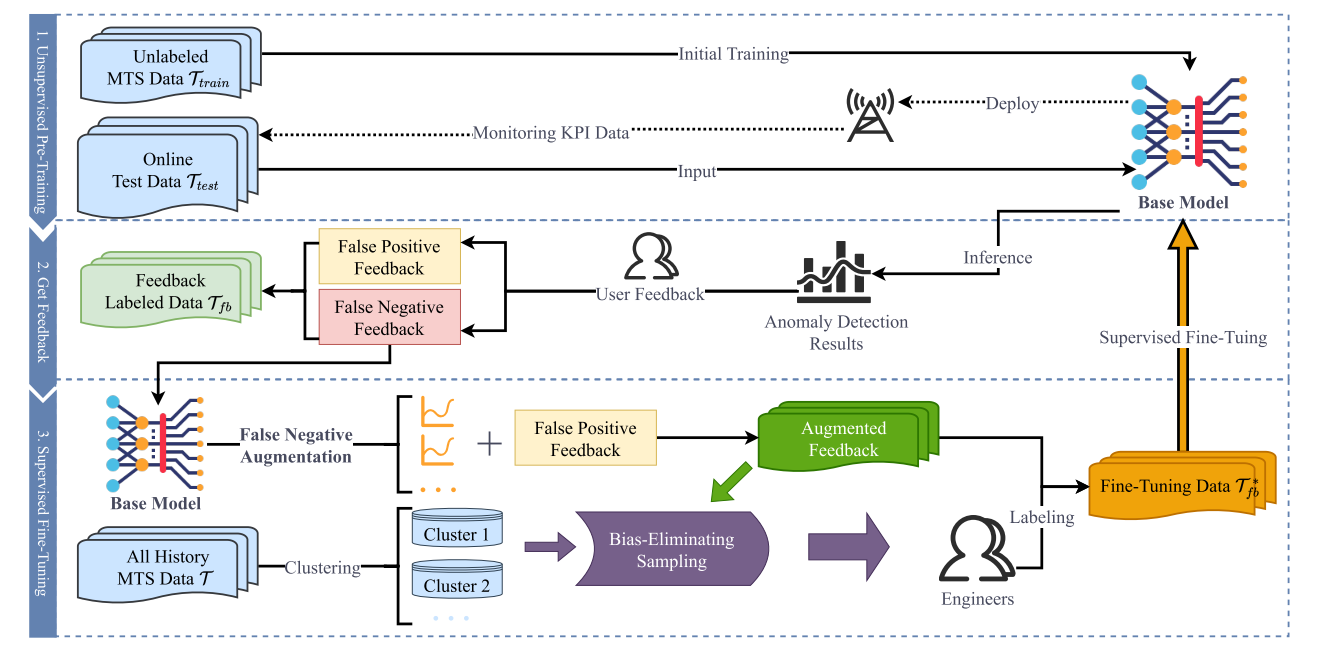 1. Unsupervised Pre-Training
Unlabeled
MTS Data 𝒯train
Initial Training
Deploy
Monitoring KPI Data
Online
Test Data 𝒯test
Input
Base Model
2. Get Feedback
Feedback
Labeled Data 𝒯fb
False Positive
Feedback
False Negative
Feedback
User Feedback
Anomaly Detection
Results
Inference
Supervised Fine-Tuing
3. Supervised Fine-Tuning
Base Model
False Negative
Augmentation
...
+
False Positive
Feedback
Augmented
Feedback
Fine-Tuning Data 𝒯*fb
All History
MTS Data 𝒯
Clustering
Cluster 1
Cluster 2
...
Bias-Eliminating
Sampling
Labeling
Engineers